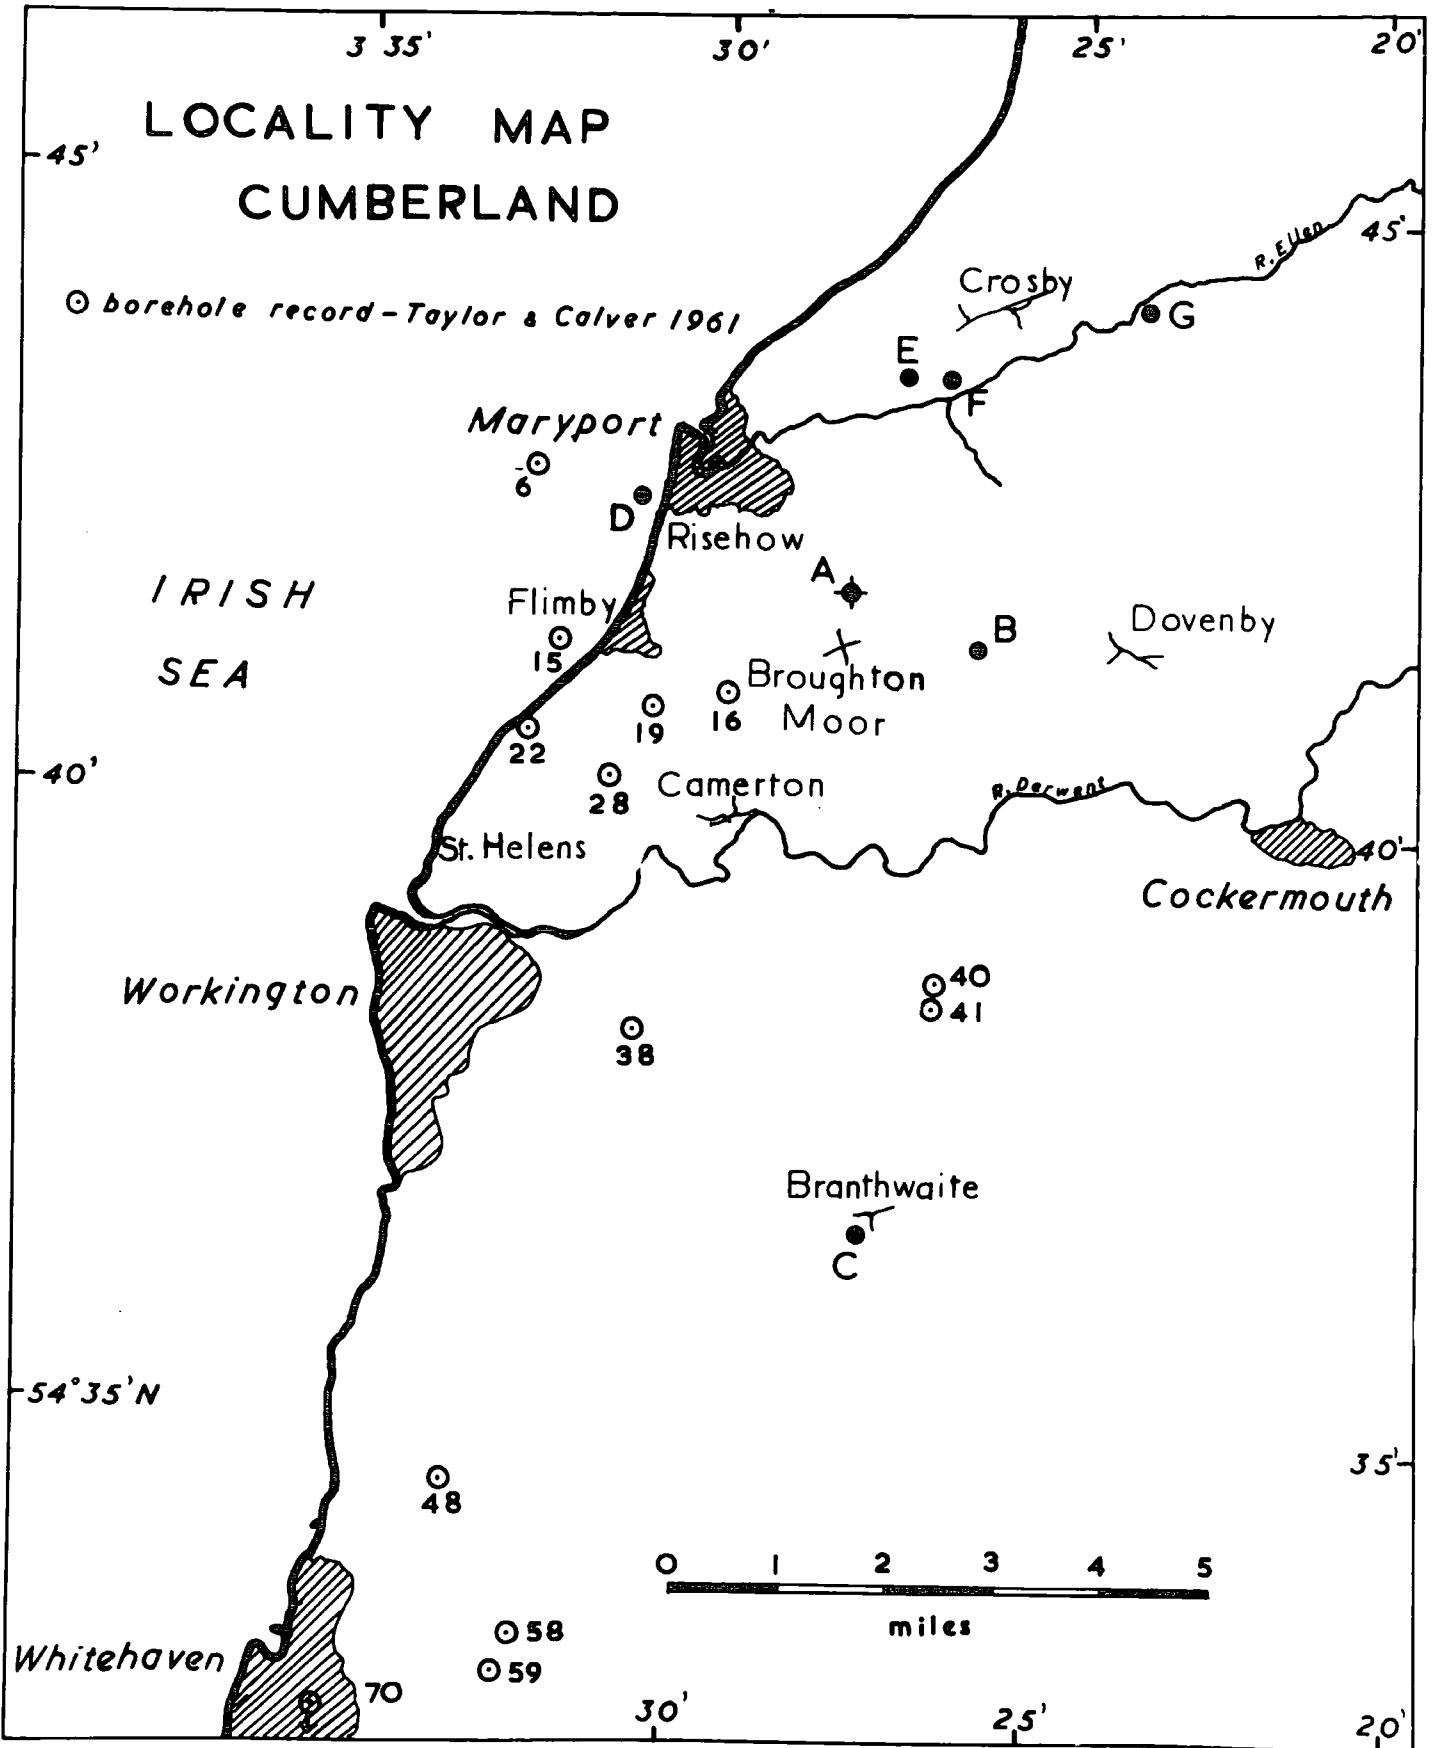 3 35'
30'
25'
20'
LOCALITY MAP
CUMBERLAND
45'
45'
R. Ellen
borehole record – Taylor & Calver 1961
Crosby
G
E
F
Maryport
6
D
Risehow
A
IRISH
SEA
Flimby
15
B
Dovenby
Broughton
Moor
16
19
22
28
40'
Camerton
R. Derwent
St. Helens
40'
Cockermouth
Workington
40
41
38
Branthwaite
C
54°35'N
35'
48
0 1 2 3 4 5
miles
58
59
Whitehaven
70
30'
25'
20'